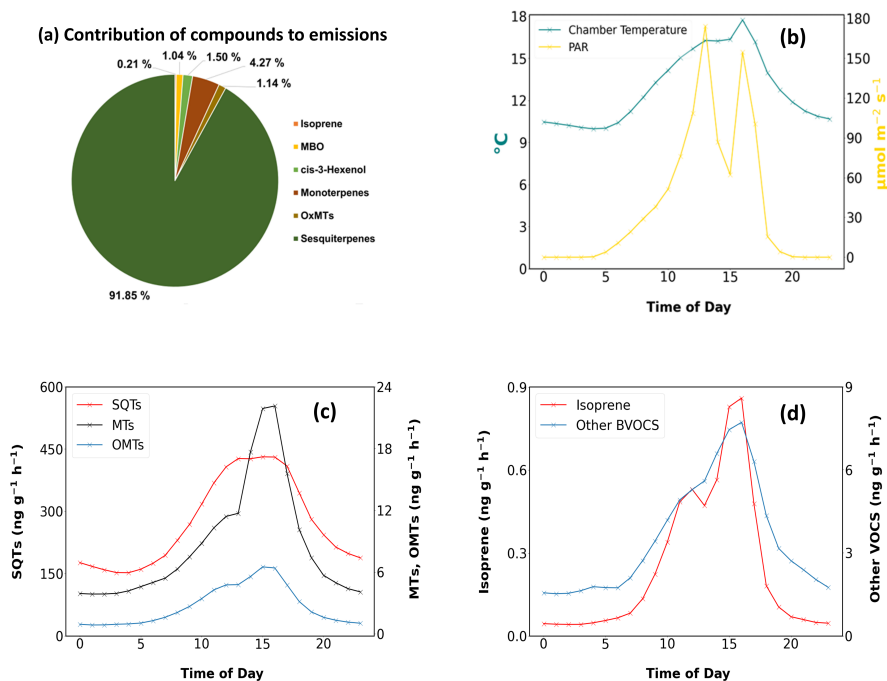 (a) Contribution of compounds to emissions
0.21 %
1.04 %
1.50 %
4.27 %
1.14 %
91.85 %
Isoprene
MBO
cis-3-Hexenol
Monoterpenes
OxMTs
Sesquiterpenes
(b)
Chamber Temperature
PAR
18
15
12
9
6
3
0
°C
180
150
120
90
60
30
0
μmol m⁻² s⁻¹
0 5 10 15 20
Time of Day
(c)
SQTs
MTs
OMTs
600
450
300
150
0
SQTs (ng g⁻¹ h⁻¹)
24
18
12
6
0
MTs, OMTs (ng g⁻¹ h⁻¹)
0 5 10 15 20
Time of Day
(d)
Isoprene
Other BVOCS
0.9
0.6
0.3
0.0
Isoprene (ng g⁻¹ h⁻¹)
9
6
3
0
Other VOCS (ng g⁻¹ h⁻¹)
0 5 10 15 20
Time of Day